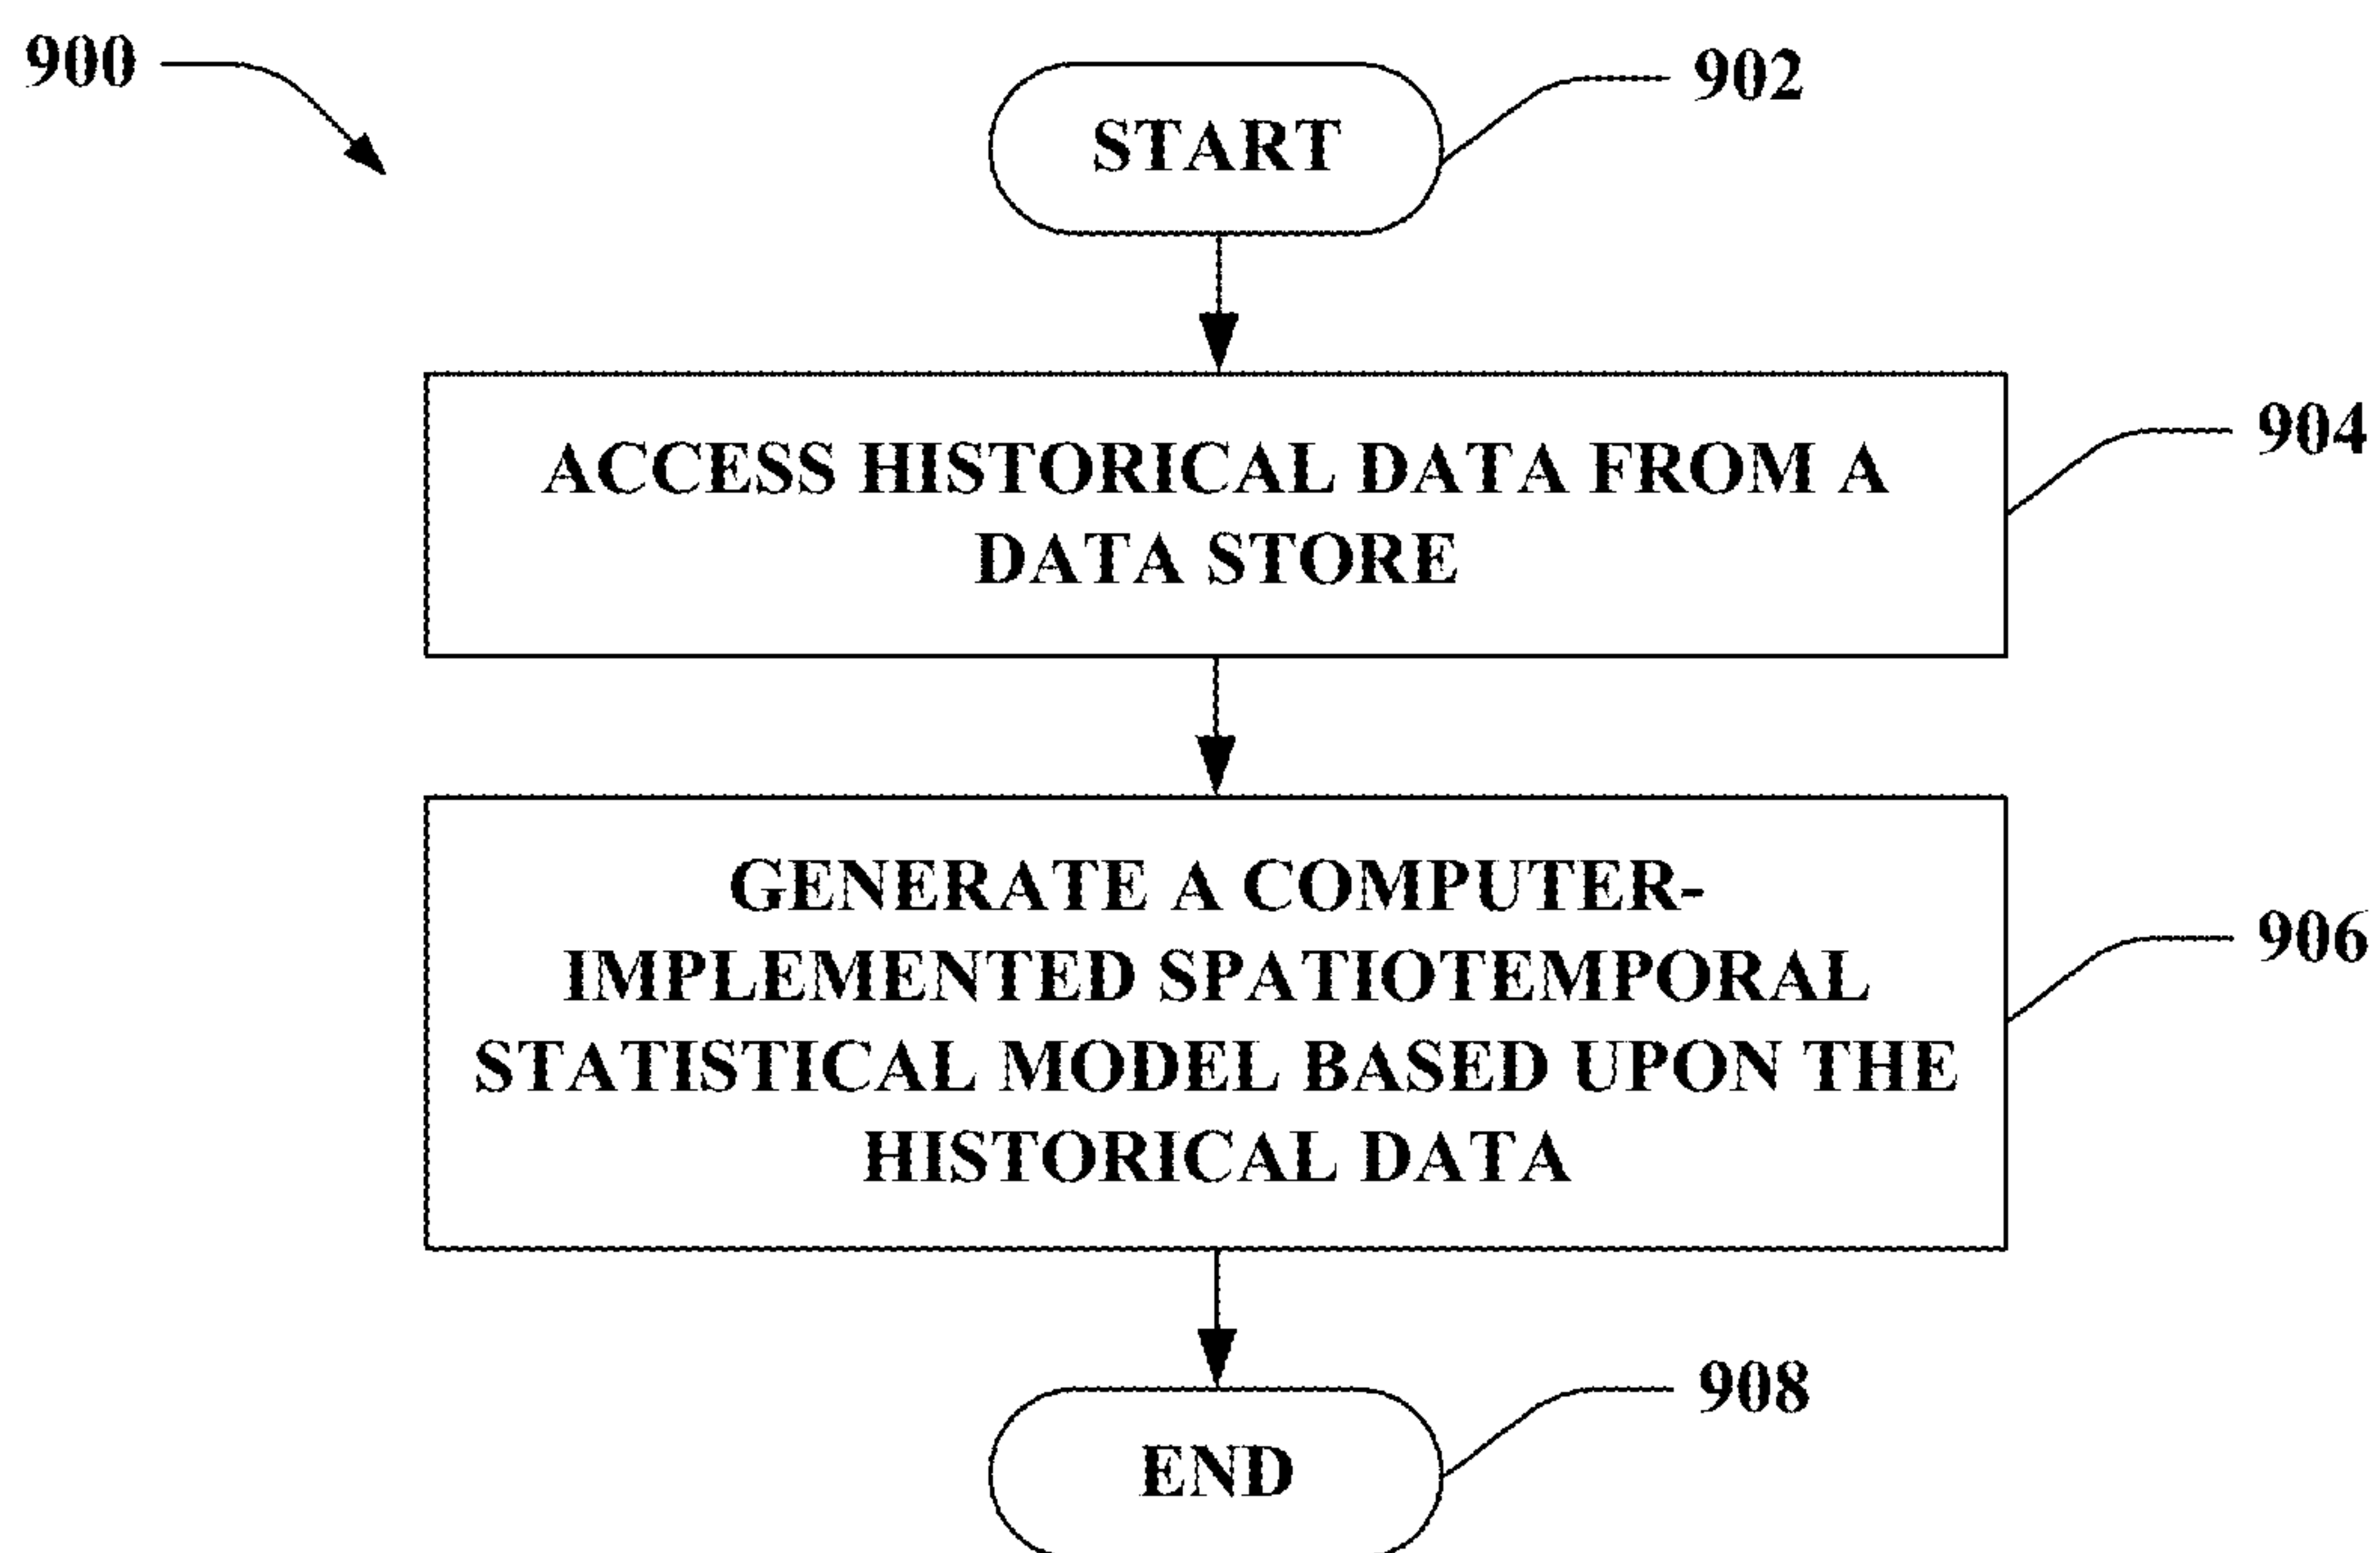 900
START
902
ACCESS HISTORICAL DATA FROM A
DATA STORE
904
GENERATE A COMPUTER-
IMPLEMENTED SPATIOTEMPORAL
STATISTICAL MODEL BASED UPON THE
HISTORICAL DATA
906
END
908